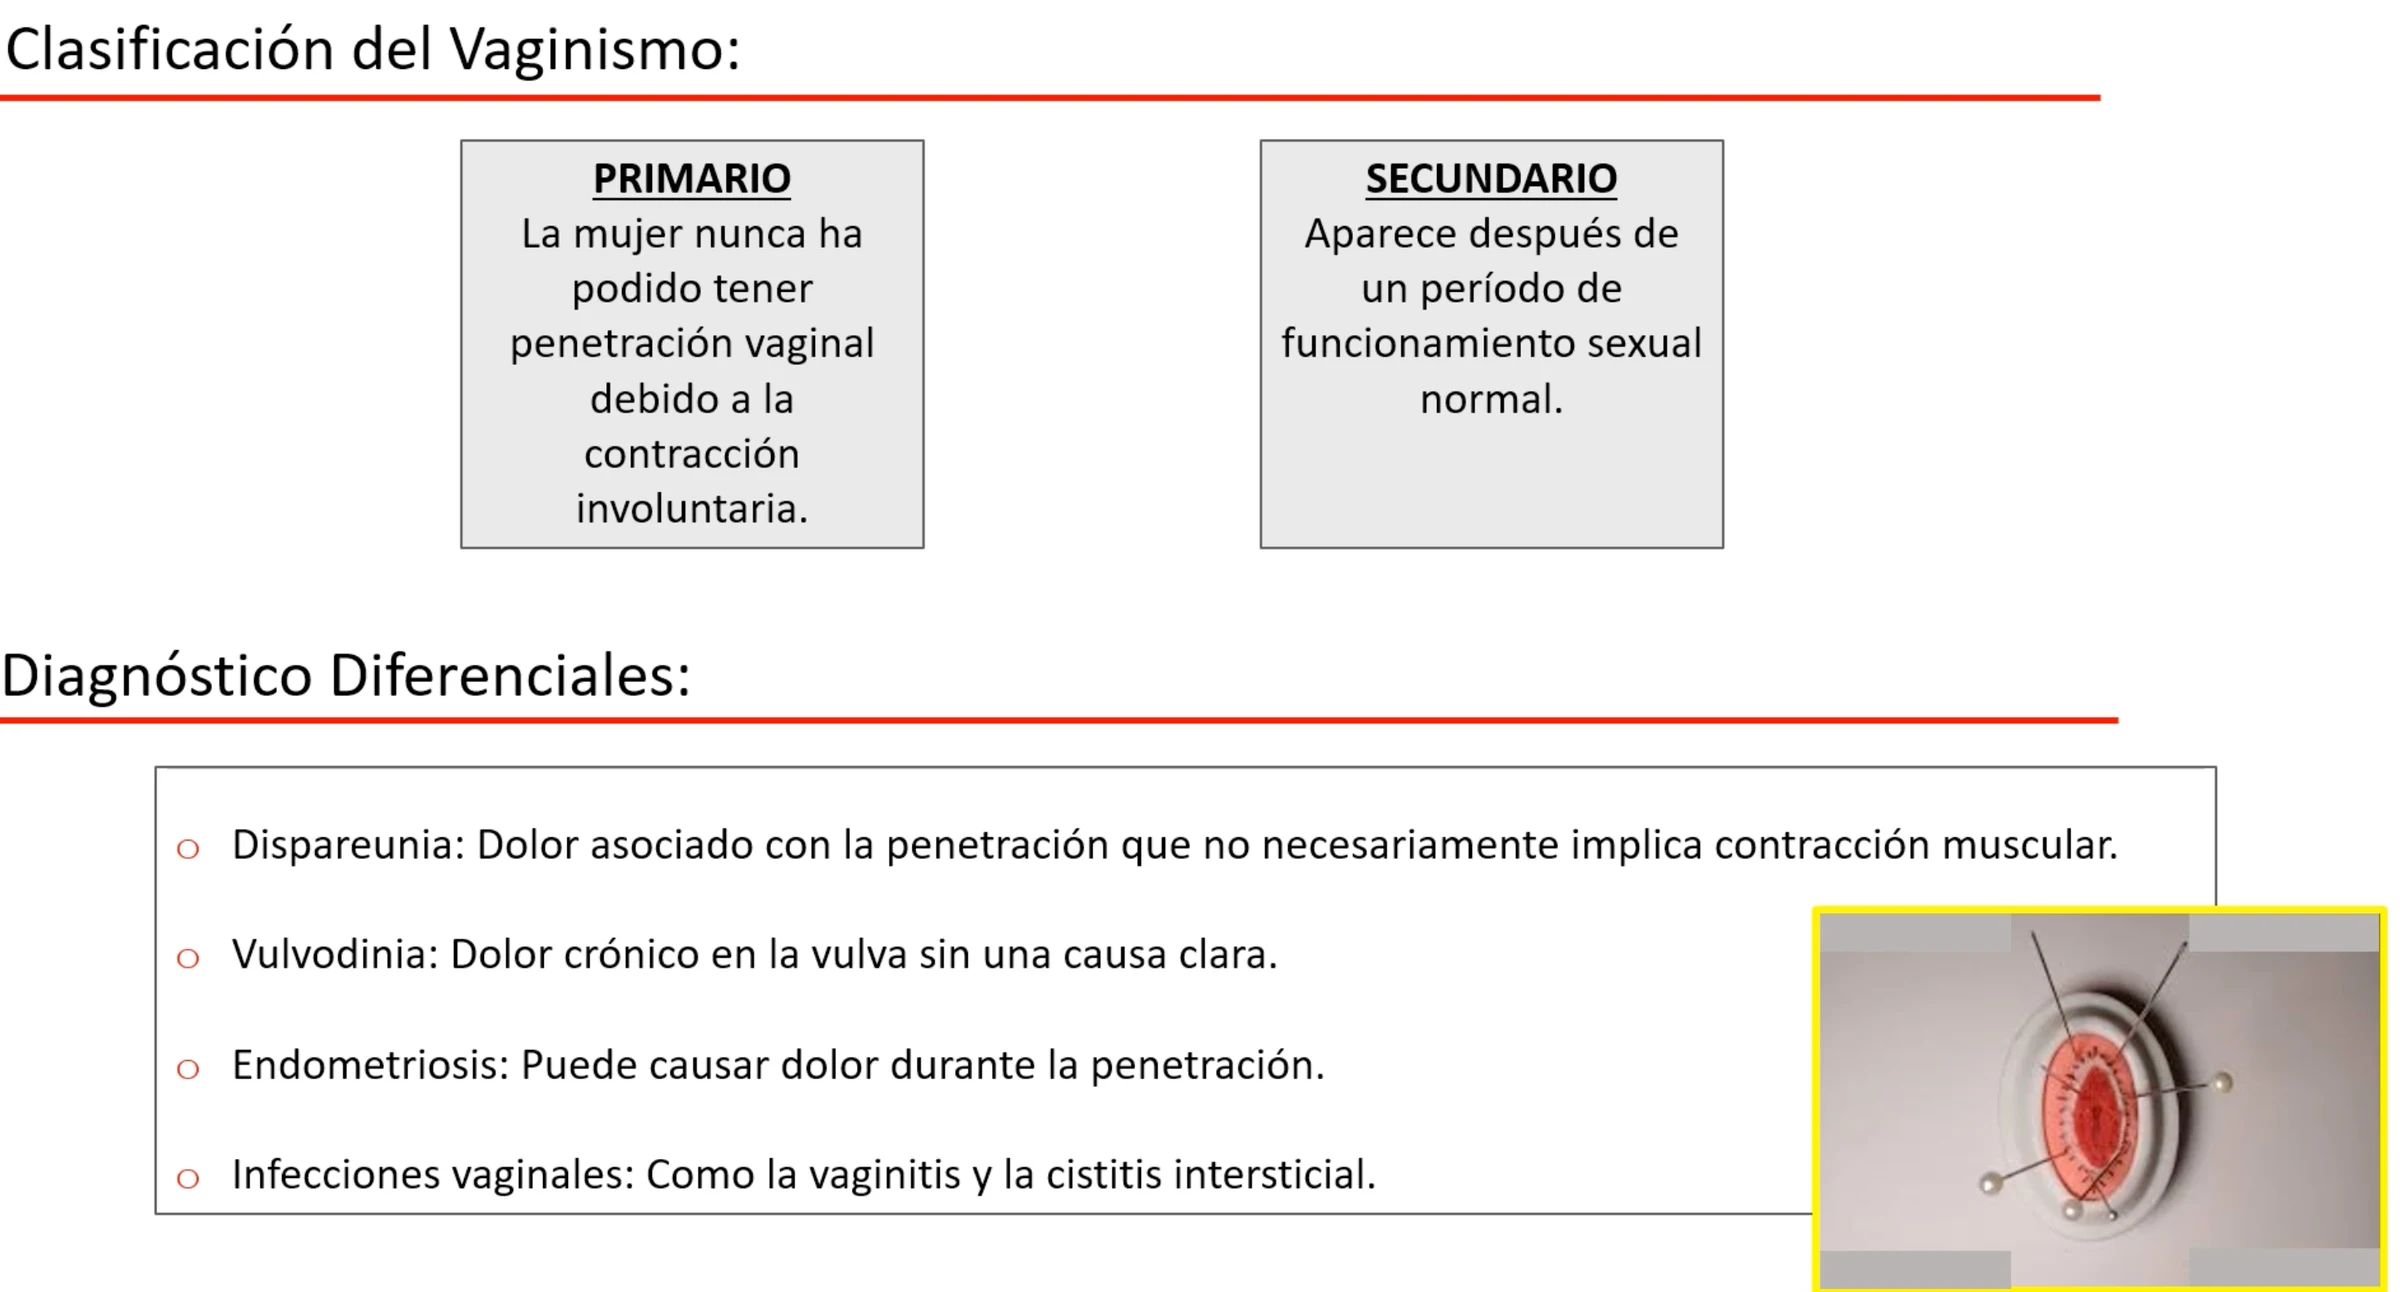 Clasificación del Vaginismo:
PRIMARIO
La mujer nunca ha
podido tener
penetración vaginal
debido a la
contracción
involuntaria.
SECUNDARIO
Aparece después de
un período de
funcionamiento sexual
normal.
Diagnóstico Diferenciales:
o Dispareunia: Dolor asociado con la penetración que no necesariamente implica contracción muscular.
o Vulvodinia: Dolor crónico en la vulva sin una causa clara.
o Endometriosis: Puede causar dolor durante la penetración.
o Infecciones vaginales: Como la vaginitis y la cistitis intersticial.